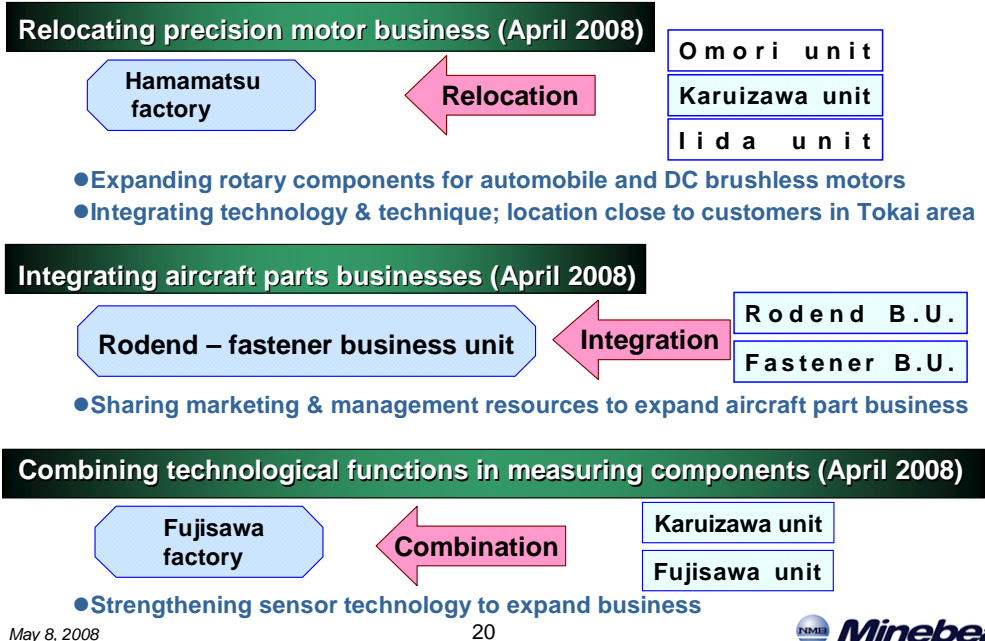 Relocating precision motor business (April 2008)
Omori unit
Hamamatsu
factory
Relocation
Karuizawa unit
Iida unit
●Expanding rotary components for automobile and DC brushless motors
●Integrating technology & technique; location close to customers in Tokai area
Integrating aircraft parts businesses (April 2008)
Rodend B.U.
Rodend – fastener business unit
Integration
Fastener B.U.
●Sharing marketing & management resources to expand aircraft part business
Combining technological functions in measuring components (April 2008)
Fujisawa
factory
Combination
Karuizawa unit
Fujisawa unit
●Strengthening sensor technology to expand business
May 8, 2008
20
NMB Minebe